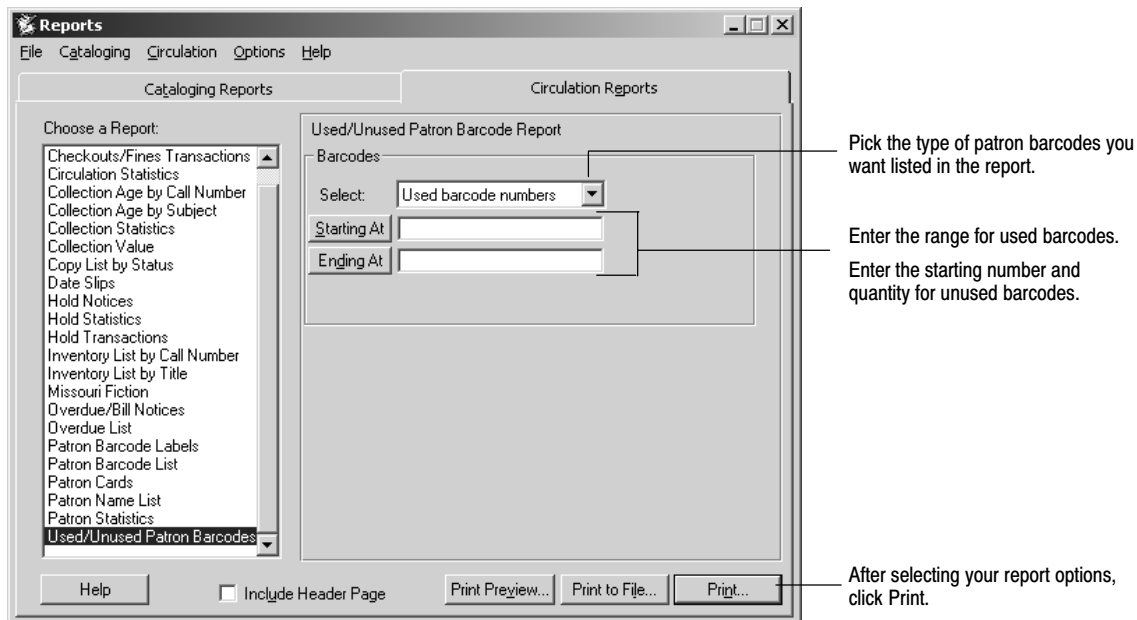 Reports
File Cataloging Circulation Options Help
Cataloging Reports
Circulation Reports
Choose a Report:
Checkouts/Fines Transactions
Circulation Statistics
Collection Age by Call Number
Collection Age by Subject
Collection Statistics
Collection Value
Copy List by Status
Date Slips
Hold Notices
Hold Statistics
Hold Transactions
Inventory List by Call Number
Inventory List by Title
Missouri Fiction
Overdue/Bill Notices
Overdue List
Patron Barcode Labels
Patron Barcode List
Patron Cards
Patron Name List
Patron Statistics
Used/Unused Patron Barcodes
Used/Unused Patron Barcode Report
Barcodes
Select: Used barcode numbers
Starting At
Ending At
Pick the type of patron barcodes you
want listed in the report.
Enter the range for used barcodes.
Enter the starting number and
quantity for unused barcodes.
Help
Include Header Page
Print Preview...
Print to File...
Print...
After selecting your report options,
click Print.